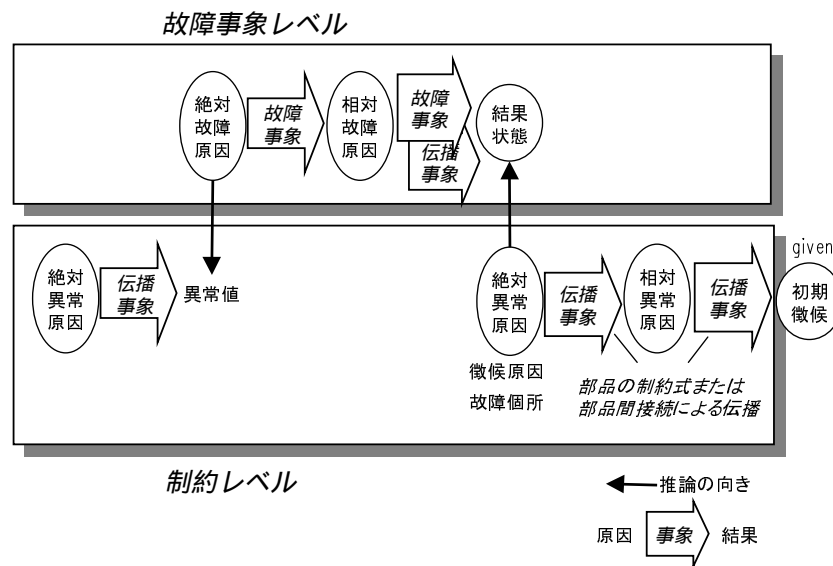 故障事象レベル
絶対
故障
原因
故障
事象
相対
故障
原因
故障
事象
伝播
事象
結果
状態
絶対
異常
原因
伝播
事象
異常値
絶対
異常
原因
伝播
事象
相対
異常
原因
伝播
事象
given
初期
徴候
徴候原因
故障個所
部品の制約式または
部品間接続による伝播
制約レベル
推論の向き
原因
事象
結果